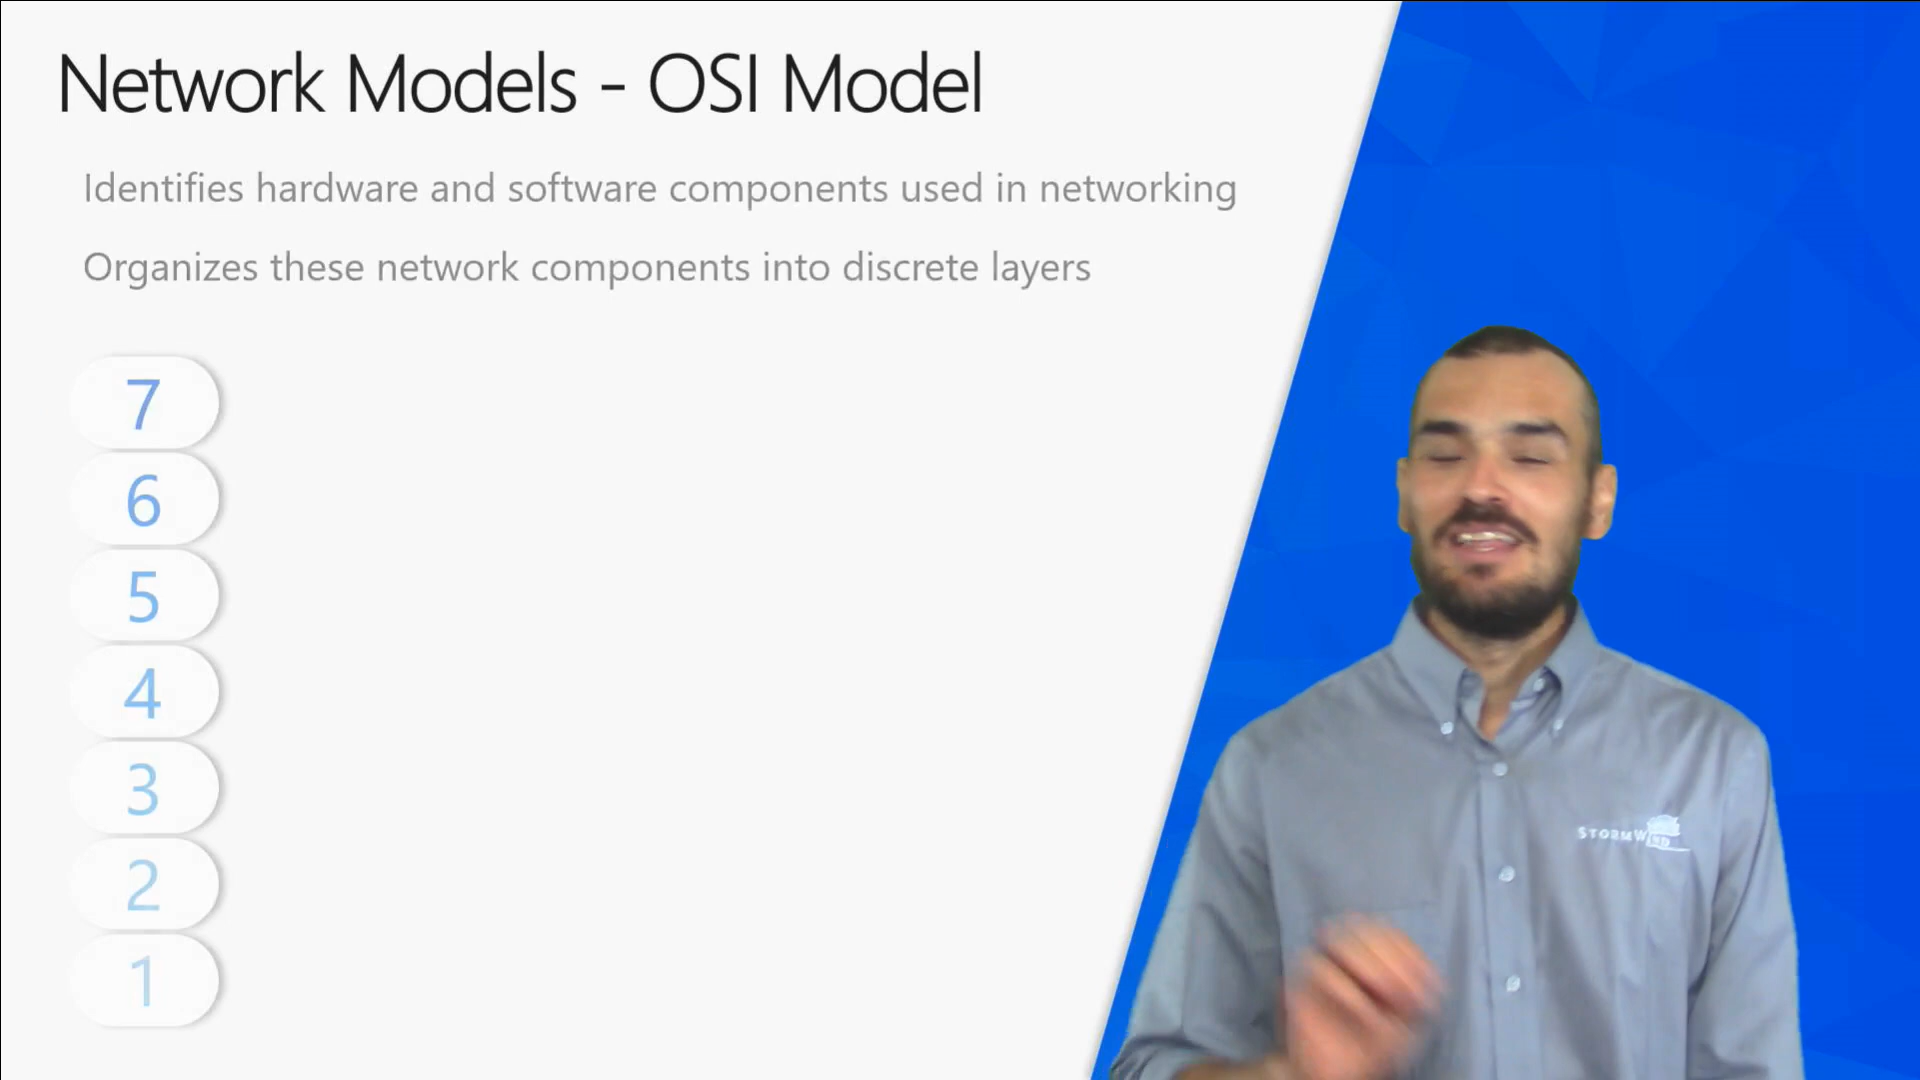 Network Models - OSI Model
Identifies hardware and software components used in networking
Organizes these network components into discrete layers
7
6
5
4
3
2
1
STORMWIND